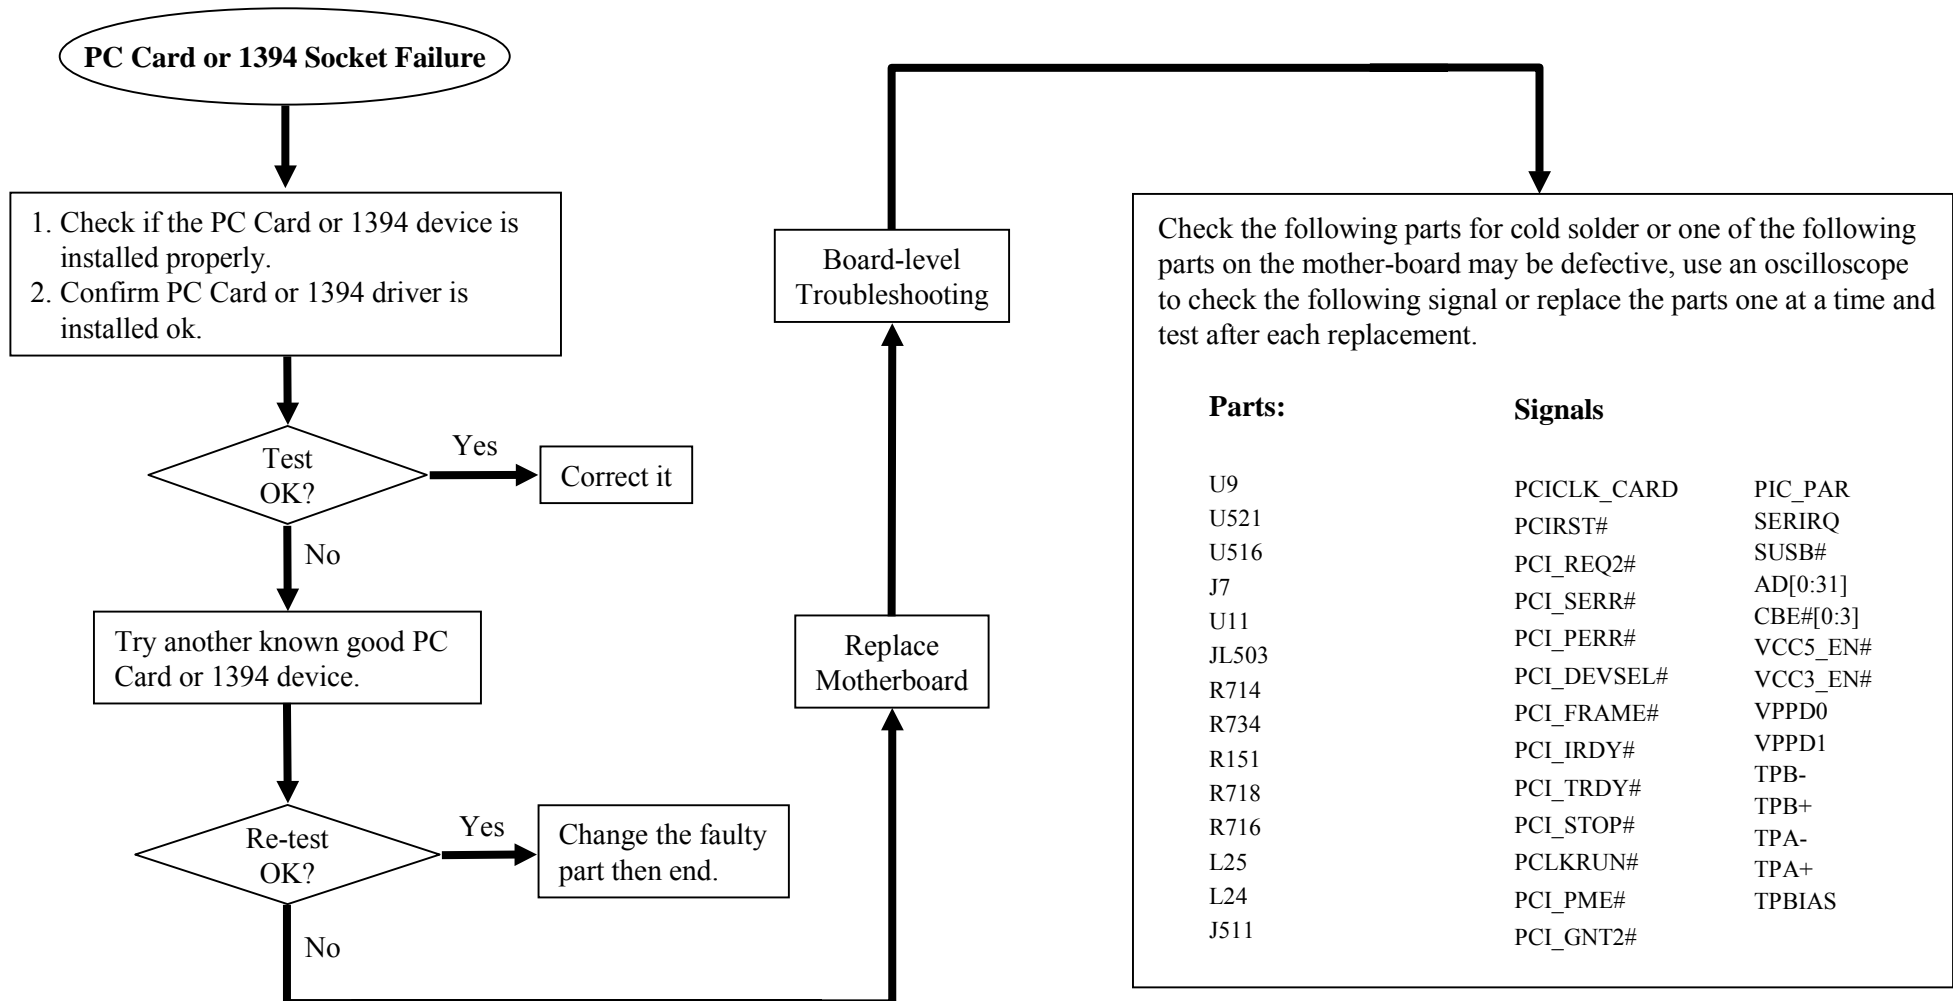 PC Card or 1394 Socket Failure
1. Check if the PC Card or 1394 device is
installed properly.
2. Confirm PC Card or 1394 driver is
installed ok.
Test
OK?
Yes
Correct it
No
Try another known good PC
Card or 1394 device.
Re-test
OK?
Yes
Change the faulty
part then end.
No
Replace
Motherboard
Board-level
Troubleshooting
Check the following parts for cold solder or one of the following
parts on the mother-board may be defective, use an oscilloscope
to check the following signal or replace the parts one at a time and
test after each replacement.
Parts:
U9
U521
U516
J7
U11
JL503
R714
R734
R151
R718
R716
L25
L24
J511
Signals
PCICLK_CARD
PCIRST#
PCI_REQ2#
PCI_SERR#
PCI_PERR#
PCI_DEVSEL#
PCI_FRAME#
PCI_IRDY#
PCI_TRDY#
PCI_STOP#
PCLKRUN#
PCI_PME#
PCI_GNT2#
PIC_PAR
SERIRQ
SUSB#
AD[0:31]
CBE#[0:3]
VCC5_EN#
VCC3_EN#
VPPD0
VPPD1
TPB-
TPB+
TPA-
TPA+
TPBIAS